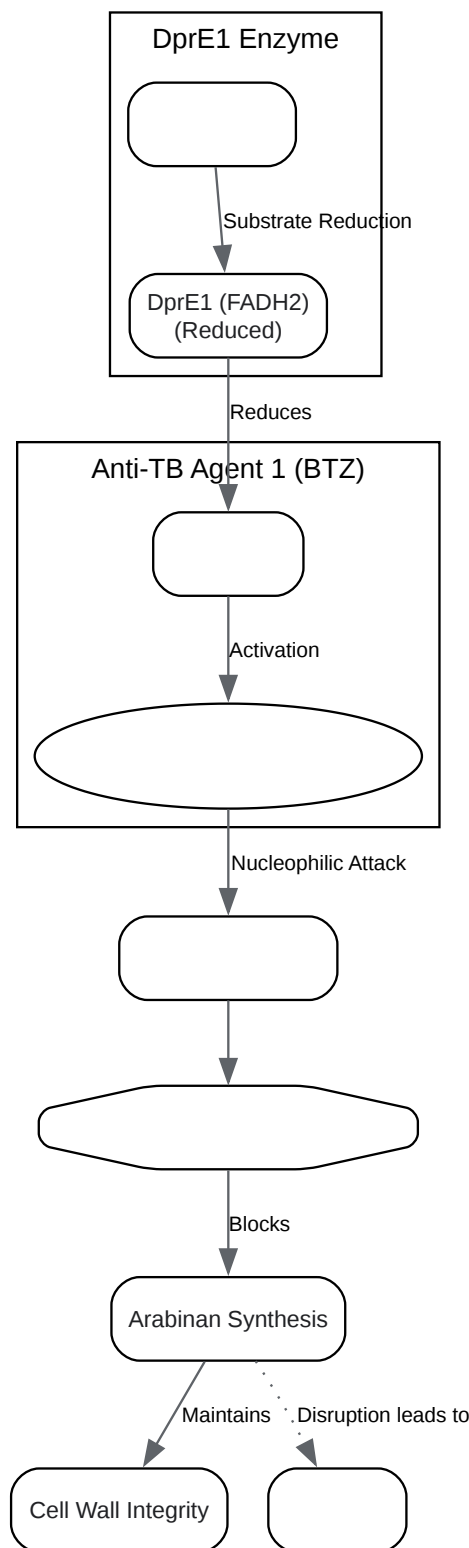 DprE1 Enzyme
Substrate Reduction
DprE1 (FADH2)
(Reduced)
Reduces
Anti-TB Agent 1 (BTZ)
Activation
Nucleophilic Attack
Blocks
Arabinan Synthesis
Maintains
Disruption leads to
Cell Wall Integrity